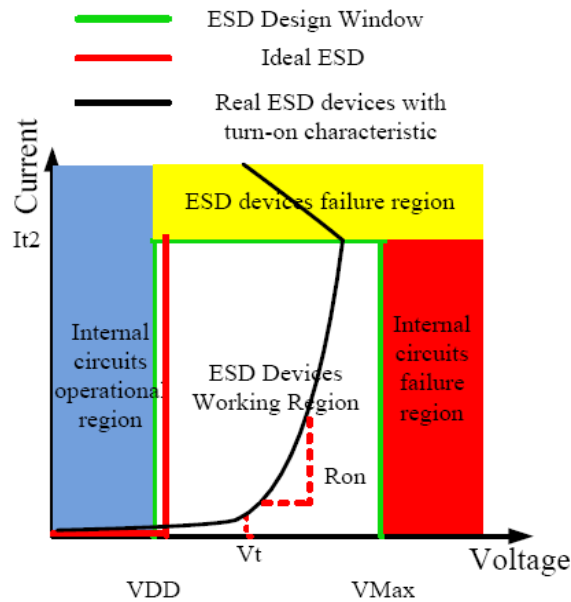 ESD Design Window
Ideal ESD
Real ESD devices with
turn-on characteristic
Current
ESD devices failure region
It2
Internal
circuits
operational
region
ESD Devices
Working Region
Internal
circuits
failure
region
Ron
Vt
Voltage
VDD
VMax